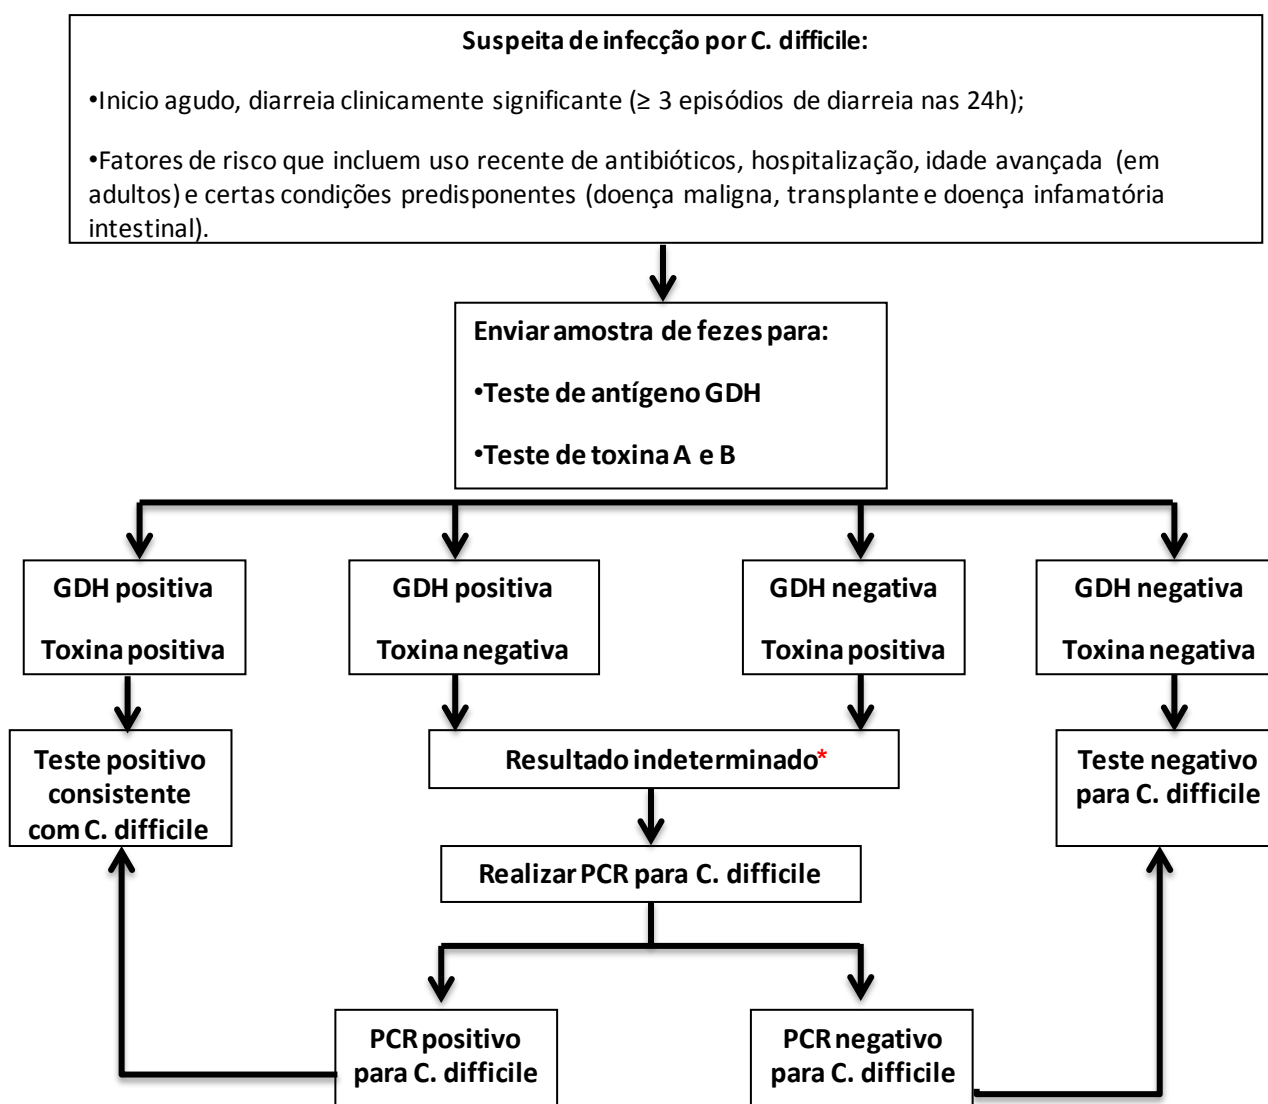 Suspeita de infecção por C. difficile:
•Inicio agudo, diarreia clinicamente significante (≥ 3 episódios de diarreia nas 24h);
•Fatores de risco que incluem uso recente de antibióticos, hospitalização, idade avançada (em
adultos) e certas condições predisponentes (doença maligna, transplante e doença infamatória
intestinal).
Enviar amostra de fezes para:
•Teste de antígeno GDH
•Teste de toxina A e B
GDH positiva
Toxina positiva
GDH positiva
Toxina negativa
GDH negativa
Toxina positiva
GDH negativa
Toxina negativa
Teste positivo
consistente
com C. difficile
Resultado indeterminado*
Teste negativo
para C. difficile
Realizar PCR para C. difficile
PCR positivo
para C. difficile
PCR negativo
para C. difficile